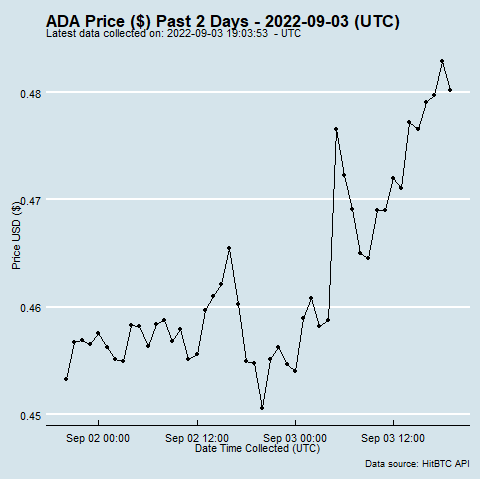 ADA Price ($) Past 2 Days - 2022-09-03 (UTC)
Latest data collected on: 2022-09-03 19:03:53 - UTC
0.48
0.47
0.46
0.45
Price USD ($)
Sep 02 00:00 Sep 02 12:00 Sep 03 00:00 Sep 03 12:00
Date Time Collected (UTC)
Data source: HitBTC API